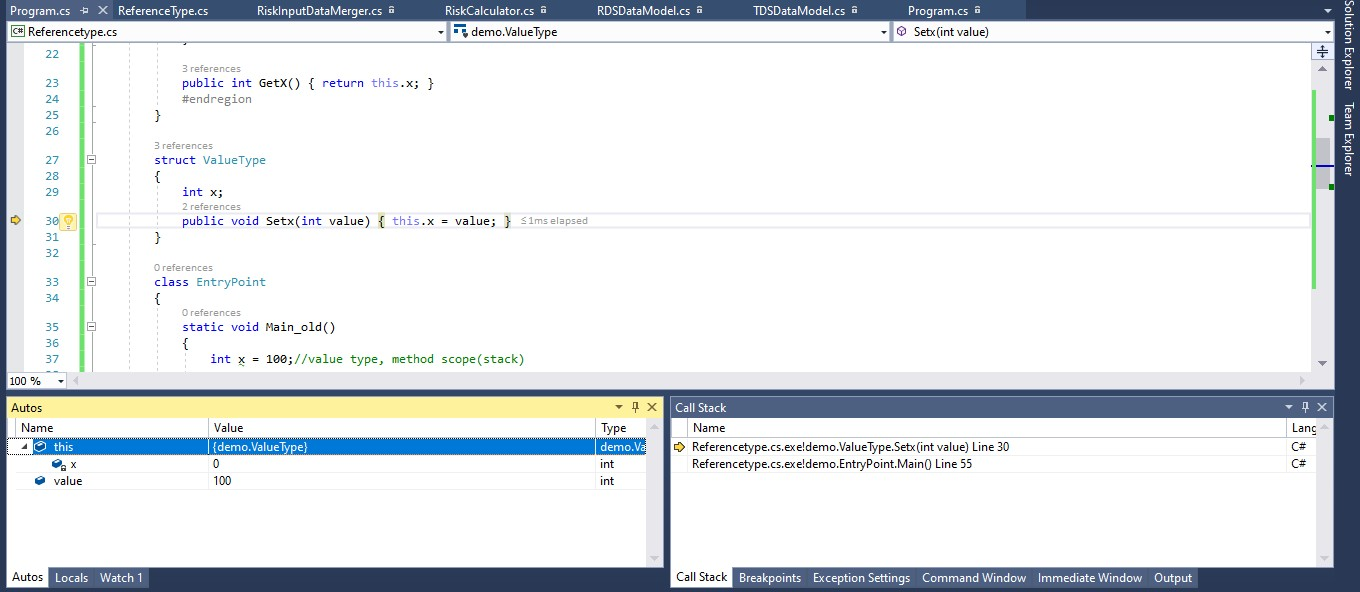 Program.cs ReferenceType.cs RiskInputDataMerger.cs RiskCalculator.cs RDSDataModel.cs TDSDataModel.cs Program.cs
Referencetype.cs demo.ValueType Setx(int value)
22
3 references
23 public int GetX() { return this.x; }
24 #endregion
25 }
26
3 references
27 struct ValueType
28 {
29 int x;
2 references
30 public void Setx(int value) { this.x = value; } ≤1ms elapsed
31 }
32
0 references
33 class EntryPoint
34 {
0 references
35 static void Main_old()
36 {
37 int x = 100;//value type, method scope(stack)
100 %
Autos
Name Value Type
this {demo.ValueType} demo.Va
x 0 int
value 100 int
Autos Locals Watch 1
Call Stack
Name Lang
Referencetype.cs.exe!demo.ValueType.Setx(int value) Line 30 C#
Referencetype.cs.exe!demo.EntryPoint.Main() Line 55 C#
Call Stack Breakpoints Exception Settings Command Window Immediate Window Output
Solution Explorer
Team Explorer